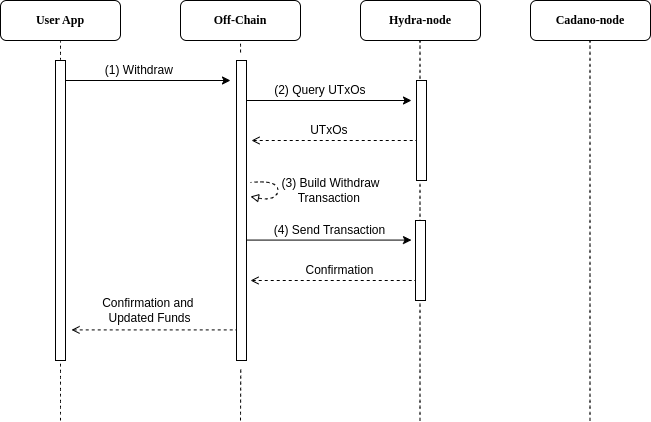 User App
Off-Chain
Hydra-node
Cadano-node
(1) Withdraw
(2) Query UTxOs
UTxOs
(3) Build Withdraw
Transaction
(4) Send Transaction
Confirmation
Confirmation and
Updated Funds